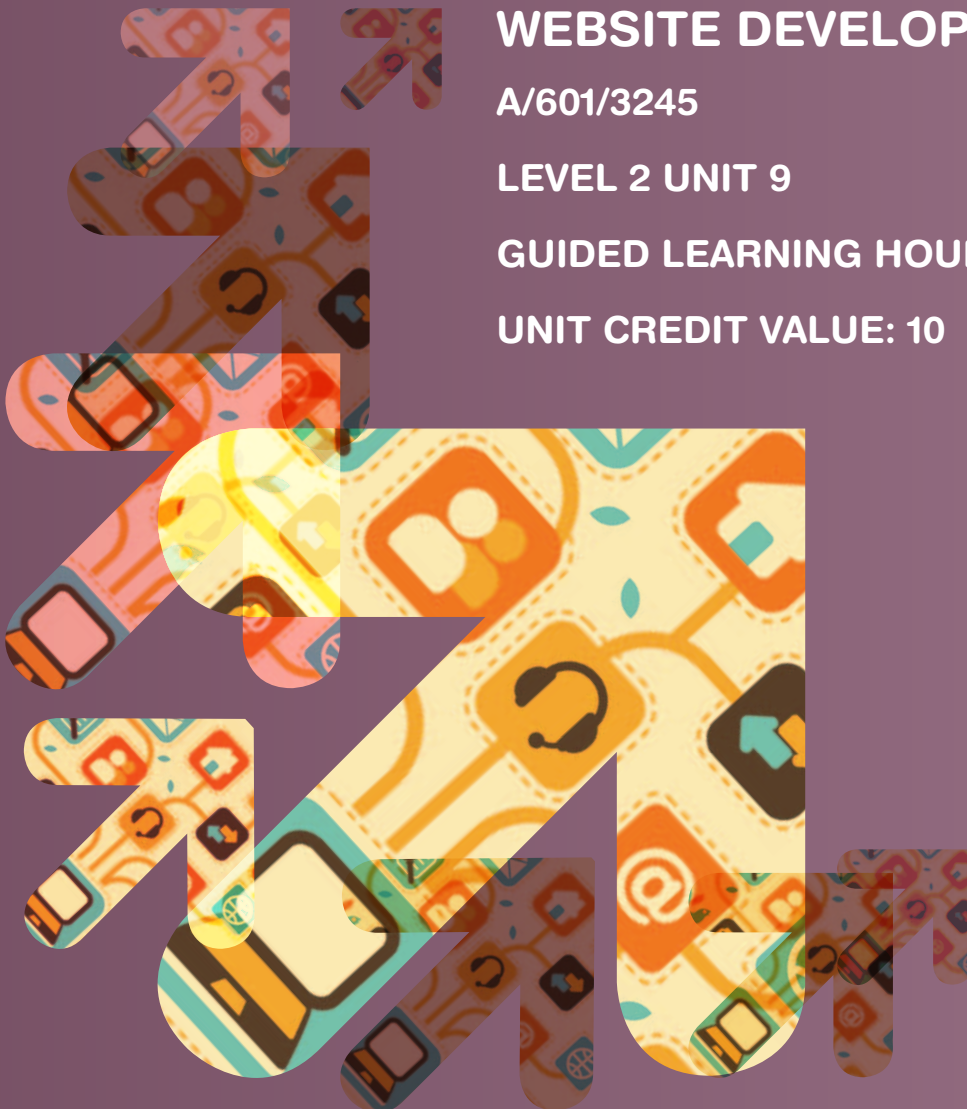 WEBSITE DEVELOP
A/601/3245
LEVEL 2 UNIT 9
GUIDED LEARNING HOU
UNIT CREDIT VALUE: 10